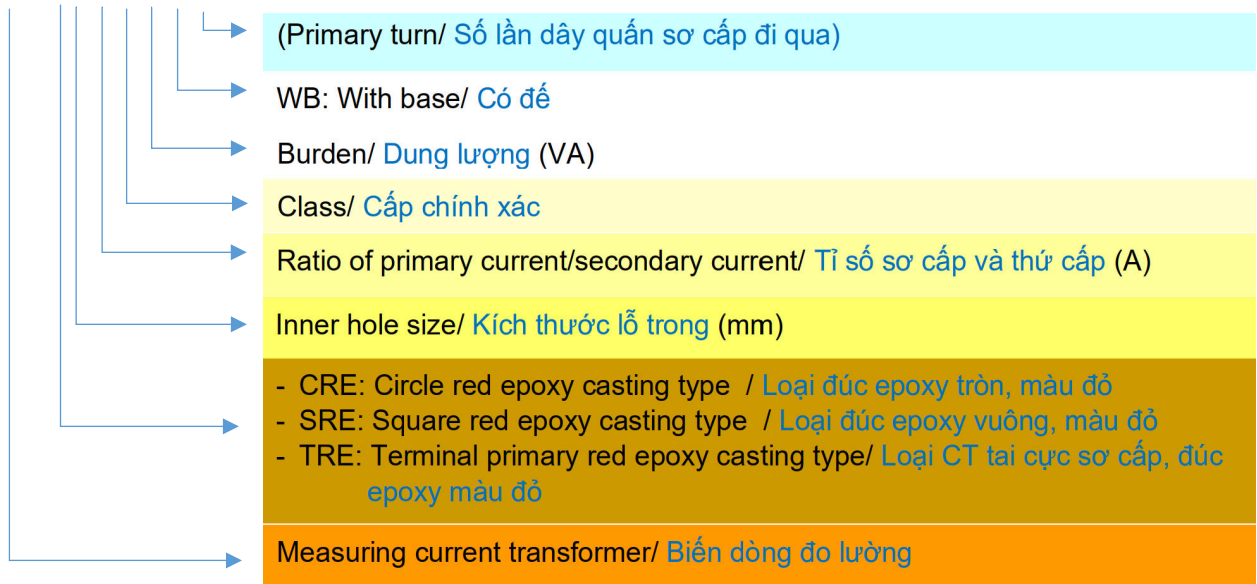 (Primary turn/ Số lần dây quấn sơ cấp đi qua)
WB: With base/ Có đế
Burden/ Dung lượng (VA)
Class/ Cấp chính xác
Ratio of primary current/secondary current/ Tỉ số sơ cấp và thứ cấp (A)
Inner hole size/ Kích thước lỗ trong (mm)
- CRE: Circle red epoxy casting type / Loại đúc epoxy tròn, màu đỏ
- SRE: Square red epoxy casting type / Loại đúc epoxy vuông, màu đỏ
- TRE: Terminal primary red epoxy casting type/ Loại CT tai cực sơ cấp, đúc
epoxy màu đỏ
Measuring current transformer/ Biến dòng đo lường